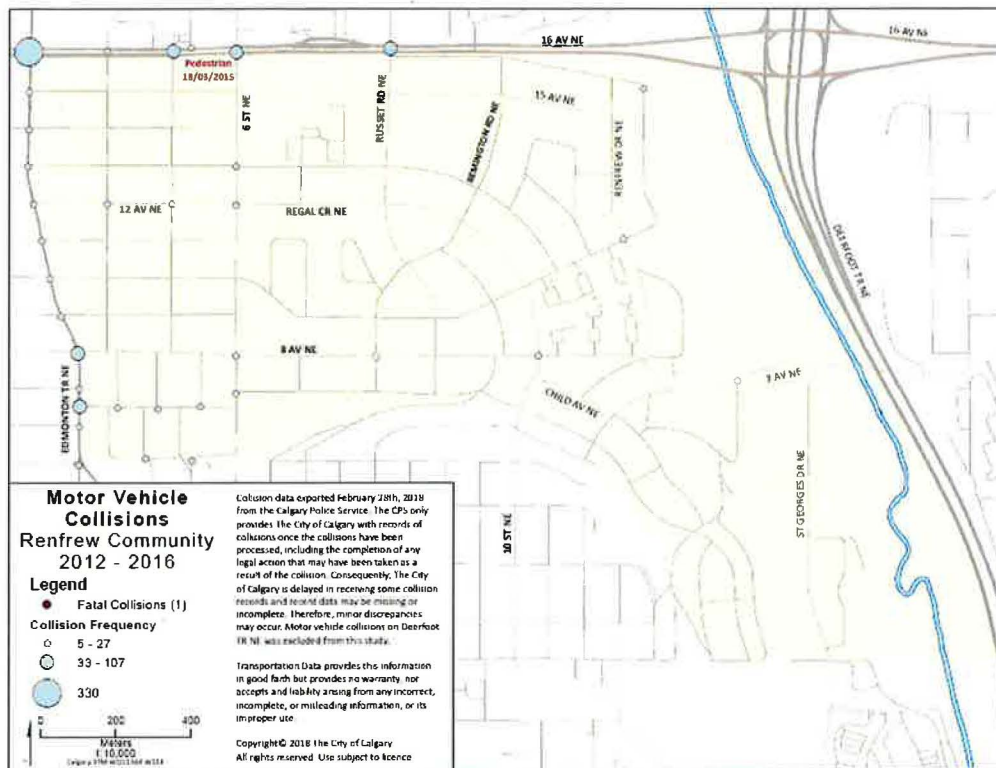 16 AV NE
16 AV NE
Pedestrian
18/03/2015
6 ST NE
RUSSET RD NE
REMINGTON RD NE
15 AV NE
RENFREW DR NE
12 AV NE
REGAL CR NE
DEERFOOT TR NE
8 AV NE
EDMONTON TR NE
CHILD AV NE
7 AV NE
ST GEORGES DR NE
10 ST NE
Motor Vehicle
Collisions
Renfrew Community
2012 - 2016
Legend
Fatal Collisions (1)
Collision Frequency
5 - 27
33 - 107
330
0 200 400
Meters
1:10,000
Collision data exported February 28th, 2018
from the Calgary Police Service. The CPS only
provides The City of Calgary with records of
collisions once the collisions have been
processed, including the completion of any
legal action that may have been taken as a
result of the collision. Consequently, The City
of Calgary is delayed in receiving some collision
records and recent data may be missing or
incomplete. Therefore, minor discrepancies
may occur. Motor vehicle collisions on Deerfoot
TR NE was excluded from this study.
Transportation Data provides this information
in good faith but provides no warranty, nor
accepts and liability arising from any incorrect,
incomplete, or misleading information, or its
improper use
Copyright© 2018 The City of Calgary
All rights reserved Use subject to licence